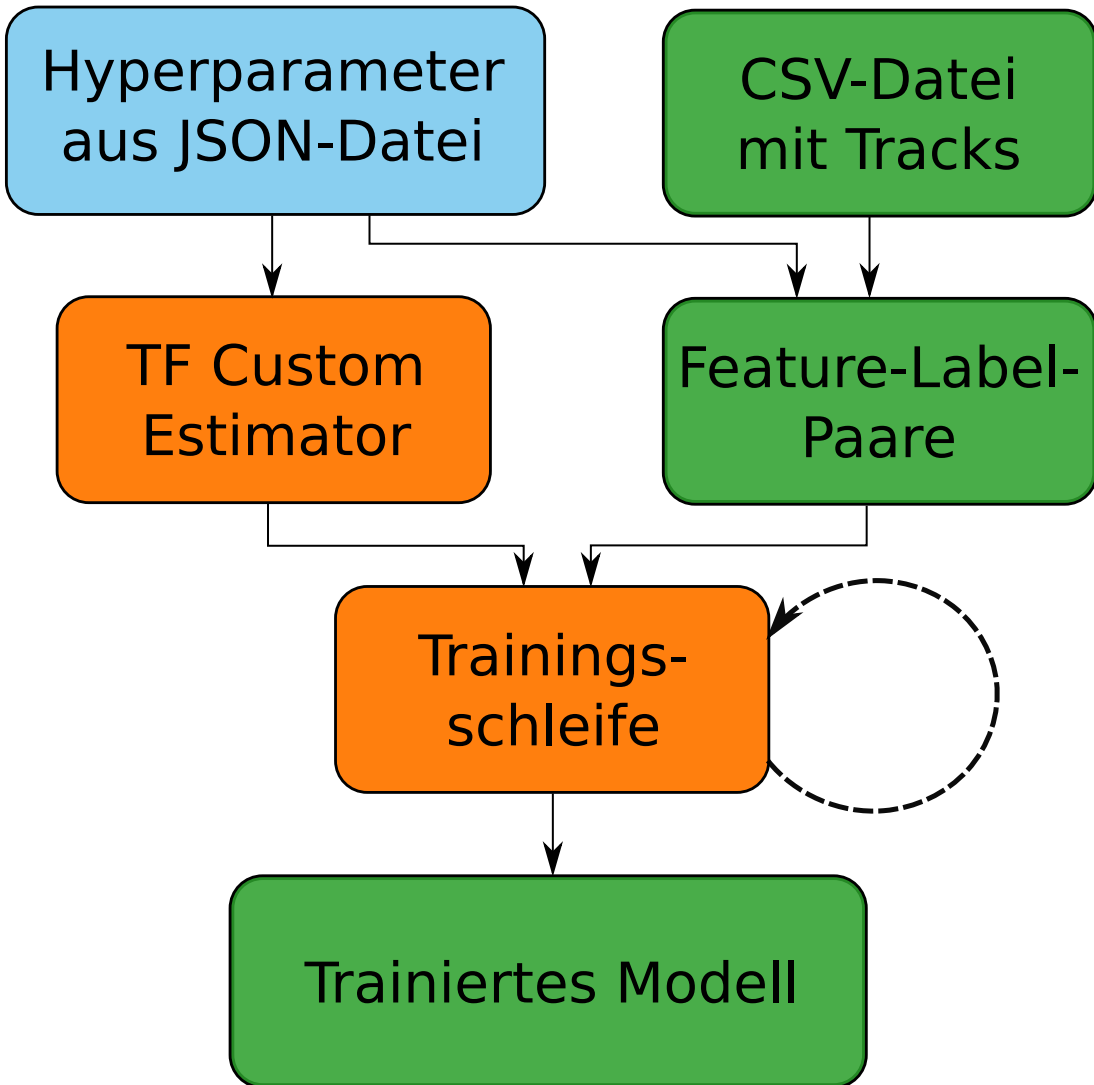 Hyperparameter
aus JSON-Datei
CSV-Datei
mit Tracks
TF Custom
Estimator
Feature-Label-
Paare
Trainings-
schleife
Trainiertes Modell